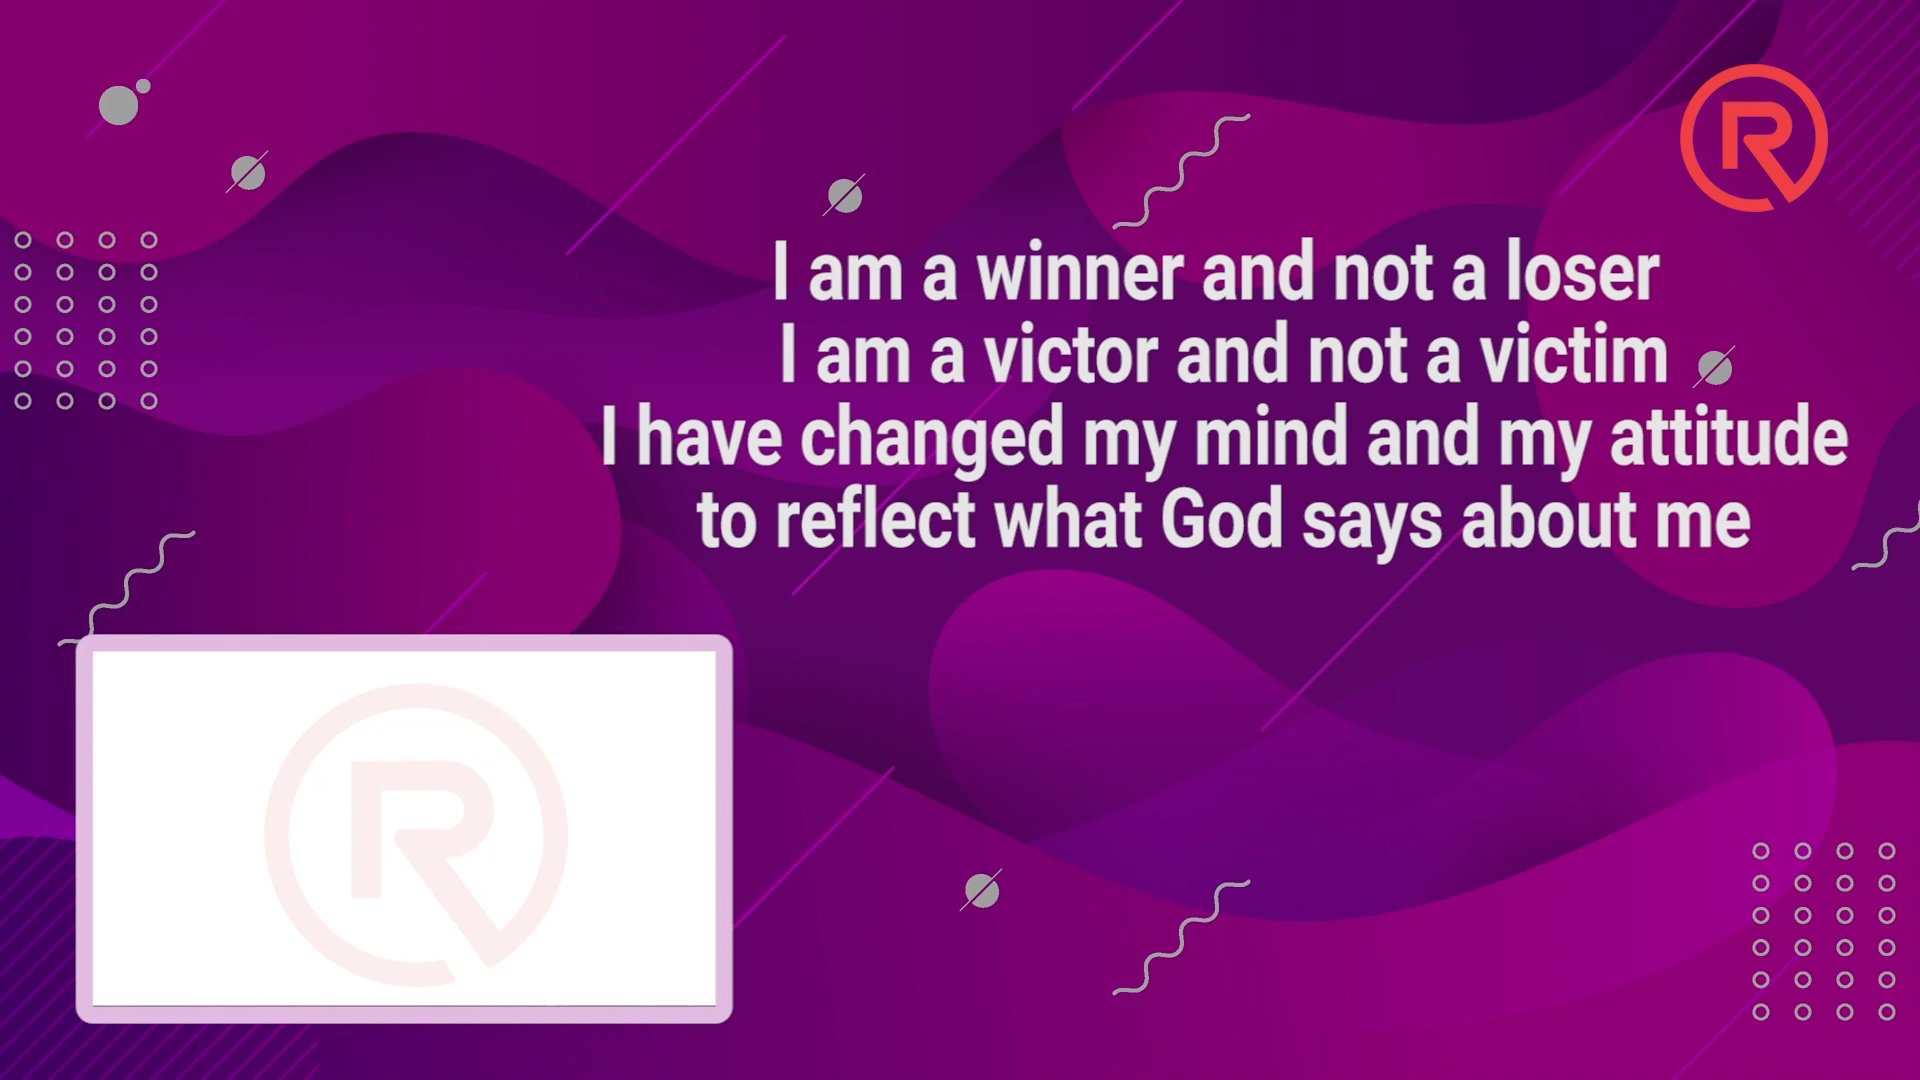 R
I am a winner and not a loser
I am a victor and not a victim
I have changed my mind and my attitude
to reflect what God says about me
R